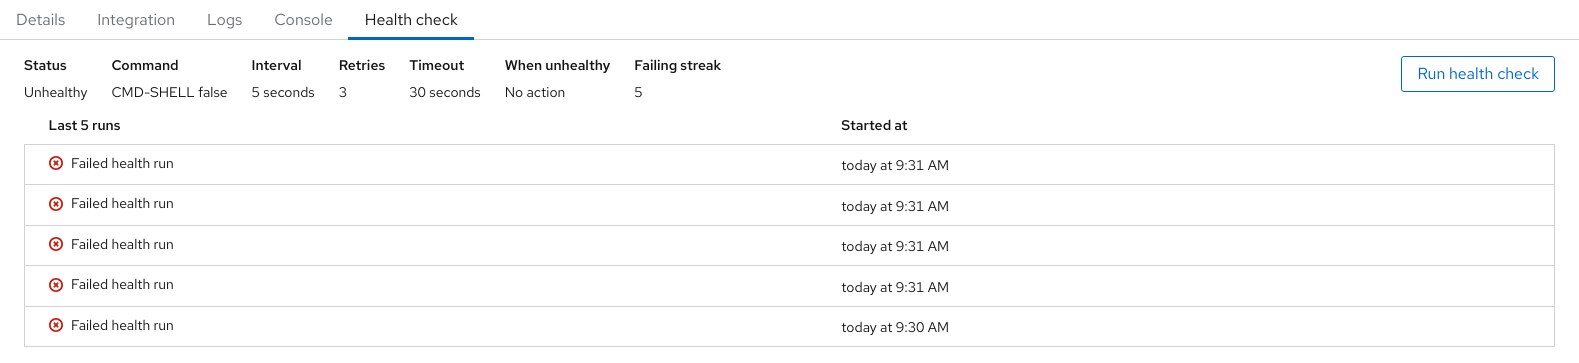 Details Integration Logs Console Health check
Status Command Interval Retries Timeout When unhealthy Failing streak
Run health check
Unhealthy CMD-SHELL false 5 seconds 3 30 seconds No action 5
Last 5 runs Started at
Failed health run today at 9:31 AM
Failed health run today at 9:31 AM
Failed health run today at 9:31 AM
Failed health run today at 9:31 AM
Failed health run today at 9:30 AM